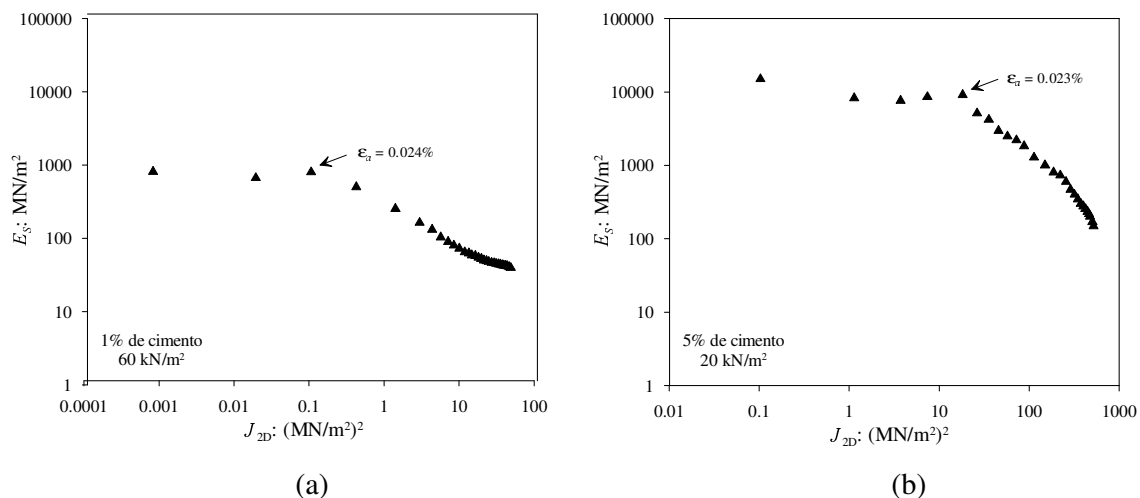 100000
10000
1000
100
10
1
E_S: MN/m²
ε_a = 0.024%
1% de cimento
60 kN/m²
0.0001 0.001 0.01 0.1 1 10 100
J_2D: (MN/m²)²
(a)
100000
10000
1000
100
10
1
E_S: MN/m²
ε_a = 0.023%
5% de cimento
20 kN/m²
0.01 0.1 1 10 100 1000
J_2D: (MN/m²)²
(b)